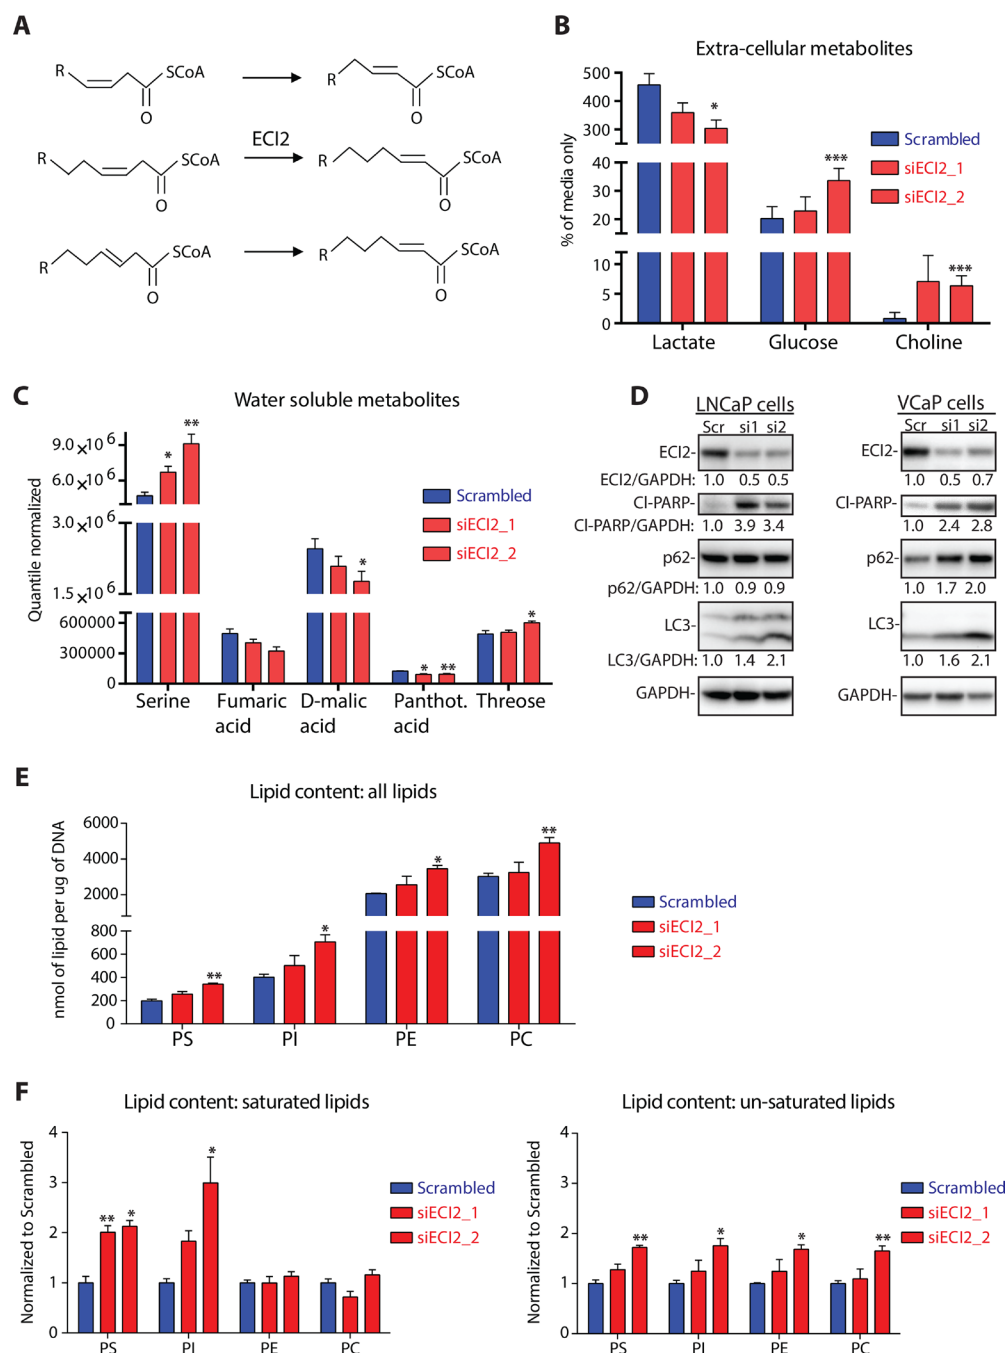 A
R
SCoA
O
R
SCoA
O
R
SCoA
O
ECI2
R
SCoA
O
R
SCoA
O
R
SCoA
O
B
Extra-cellular metabolites
% of media only
500
400
300
40
30
20
10
5
0
*
***
***
Lactate
Glucose
Choline
Scrambled
siECI2_1
siECI2_2
C
Water soluble metabolites
Quantile normalized
9.0×10⁶
6.0×10⁶
3.0×10⁶
1.5×10⁶
600000
300000
0
*
**
*
*
**
*
Serine
Fumaric
acid
D-malic
acid
Panthot.
acid
Threose
Scrambled
siECI2_1
siECI2_2
D
LNCaP cells
Scr si1 si2
ECI2-
ECI2/GAPDH: 1.0 0.5 0.5
Cl-PARP-
Cl-PARP/GAPDH: 1.0 3.9 3.4
p62-
p62/GAPDH: 1.0 0.9 0.9
LC3-
LC3/GAPDH: 1.0 1.4 2.1
GAPDH-
VCaP cells
Scr si1 si2
ECI2-
1.0 0.5 0.7
Cl-PARP-
1.0 2.4 2.8
p62-
1.0 1.7 2.0
LC3-
1.0 1.6 2.1
GAPDH-
E
Lipid content: all lipids
nmol of lipid per ug of DNA
6000
4000
2000
800
600
400
200
0
**
*
*
**
PS
PI
PE
PC
Scrambled
siECI2_1
siECI2_2
F
Lipid content: saturated lipids
Normalized to Scrambled
4
3
2
1
0
**
*
*
PS
PI
PE
PC
Scrambled
siECI2_1
siECI2_2
Lipid content: un-saturated lipids
Normalized to Scrambled
4
3
2
1
0
**
*
*
**
PS
PI
PE
PC
Scrambled
siECI2_1
siECI2_2